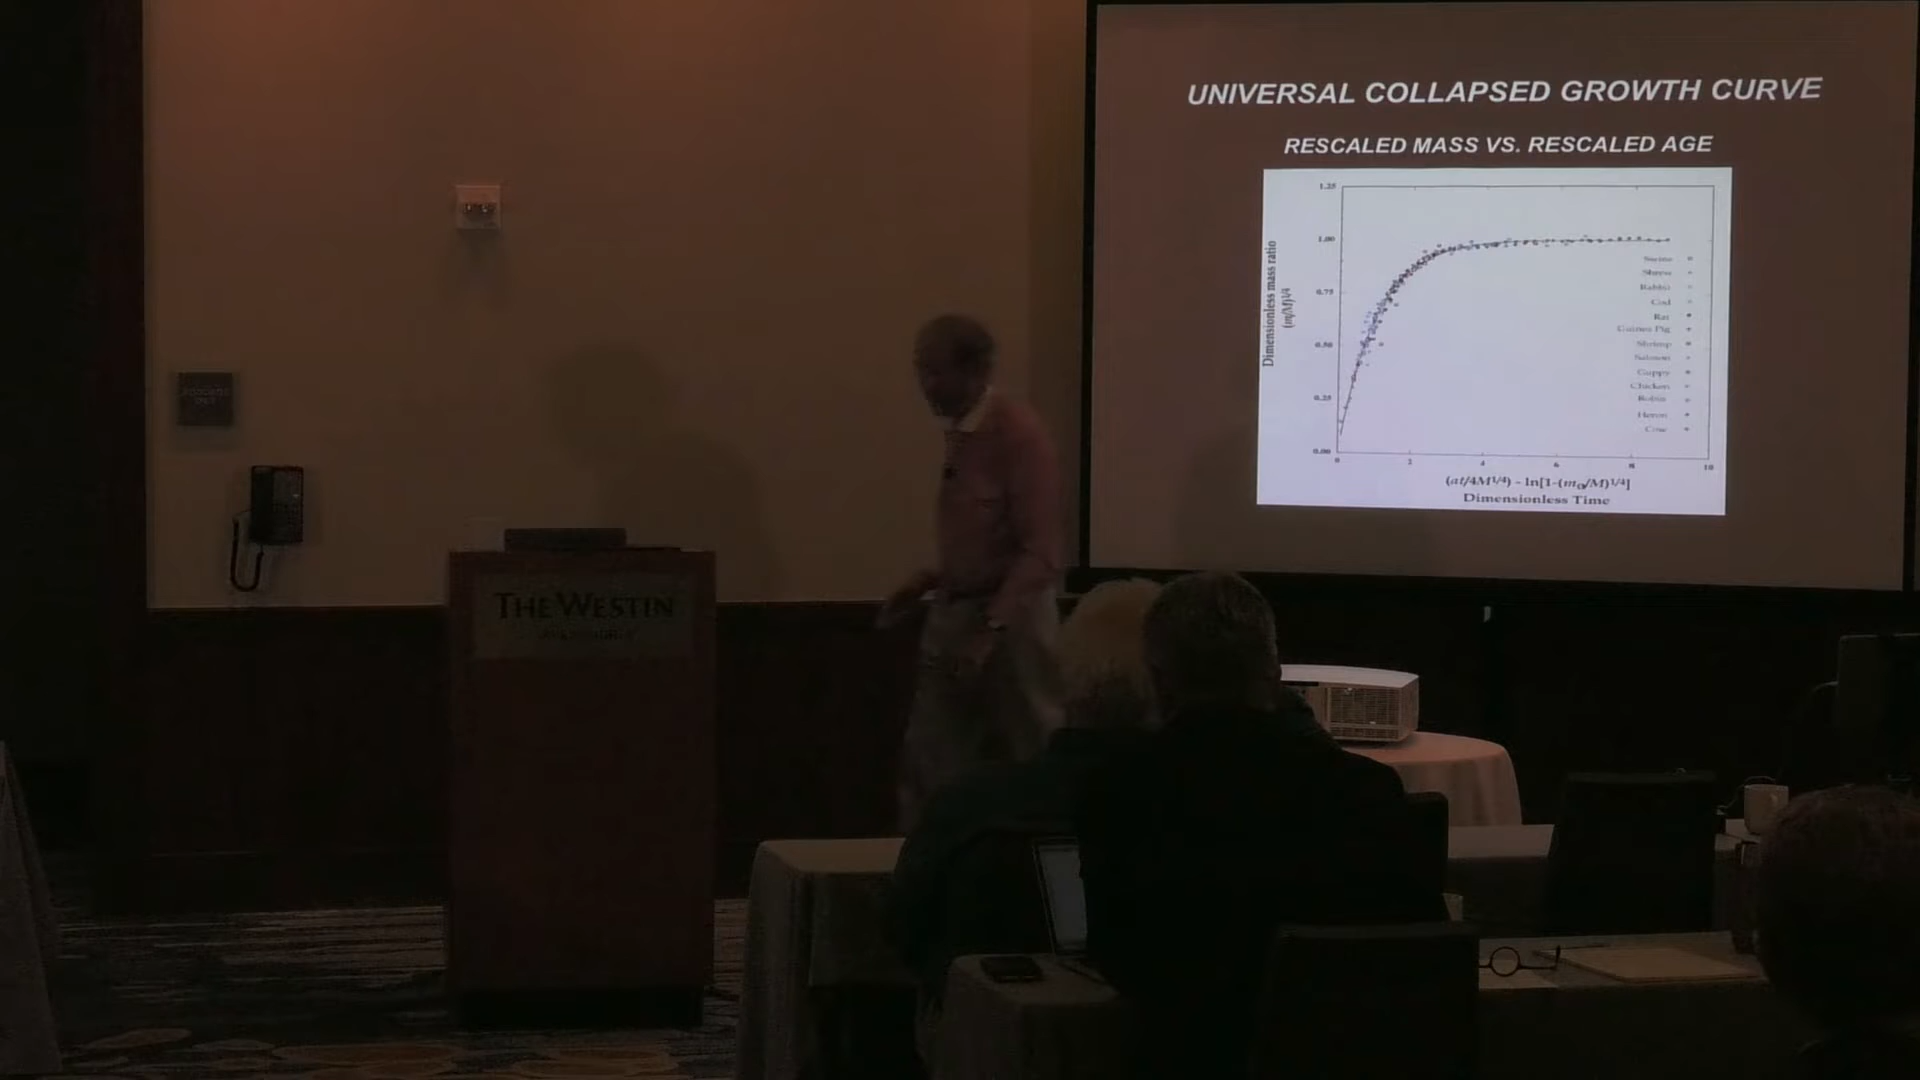 UNIVERSAL COLLAPSED GROWTH CURVE
RESCALED MASS VS. RESCALED AGE
1.25
1.00
0.75
0.50
0.25
0.00
Dimensionless mass ratio
(m/M)1/4
Swine
Shrew
Rabbit
Cod
Rat
Guinea Pig
Shrimp
Salmon
Guppy
Chicken
Robin
Heron
Cow
0 2 4 6 8 10
(at/4M1/4) - ln[1-(m0/M)1/4]
Dimensionless Time
THE WESTIN